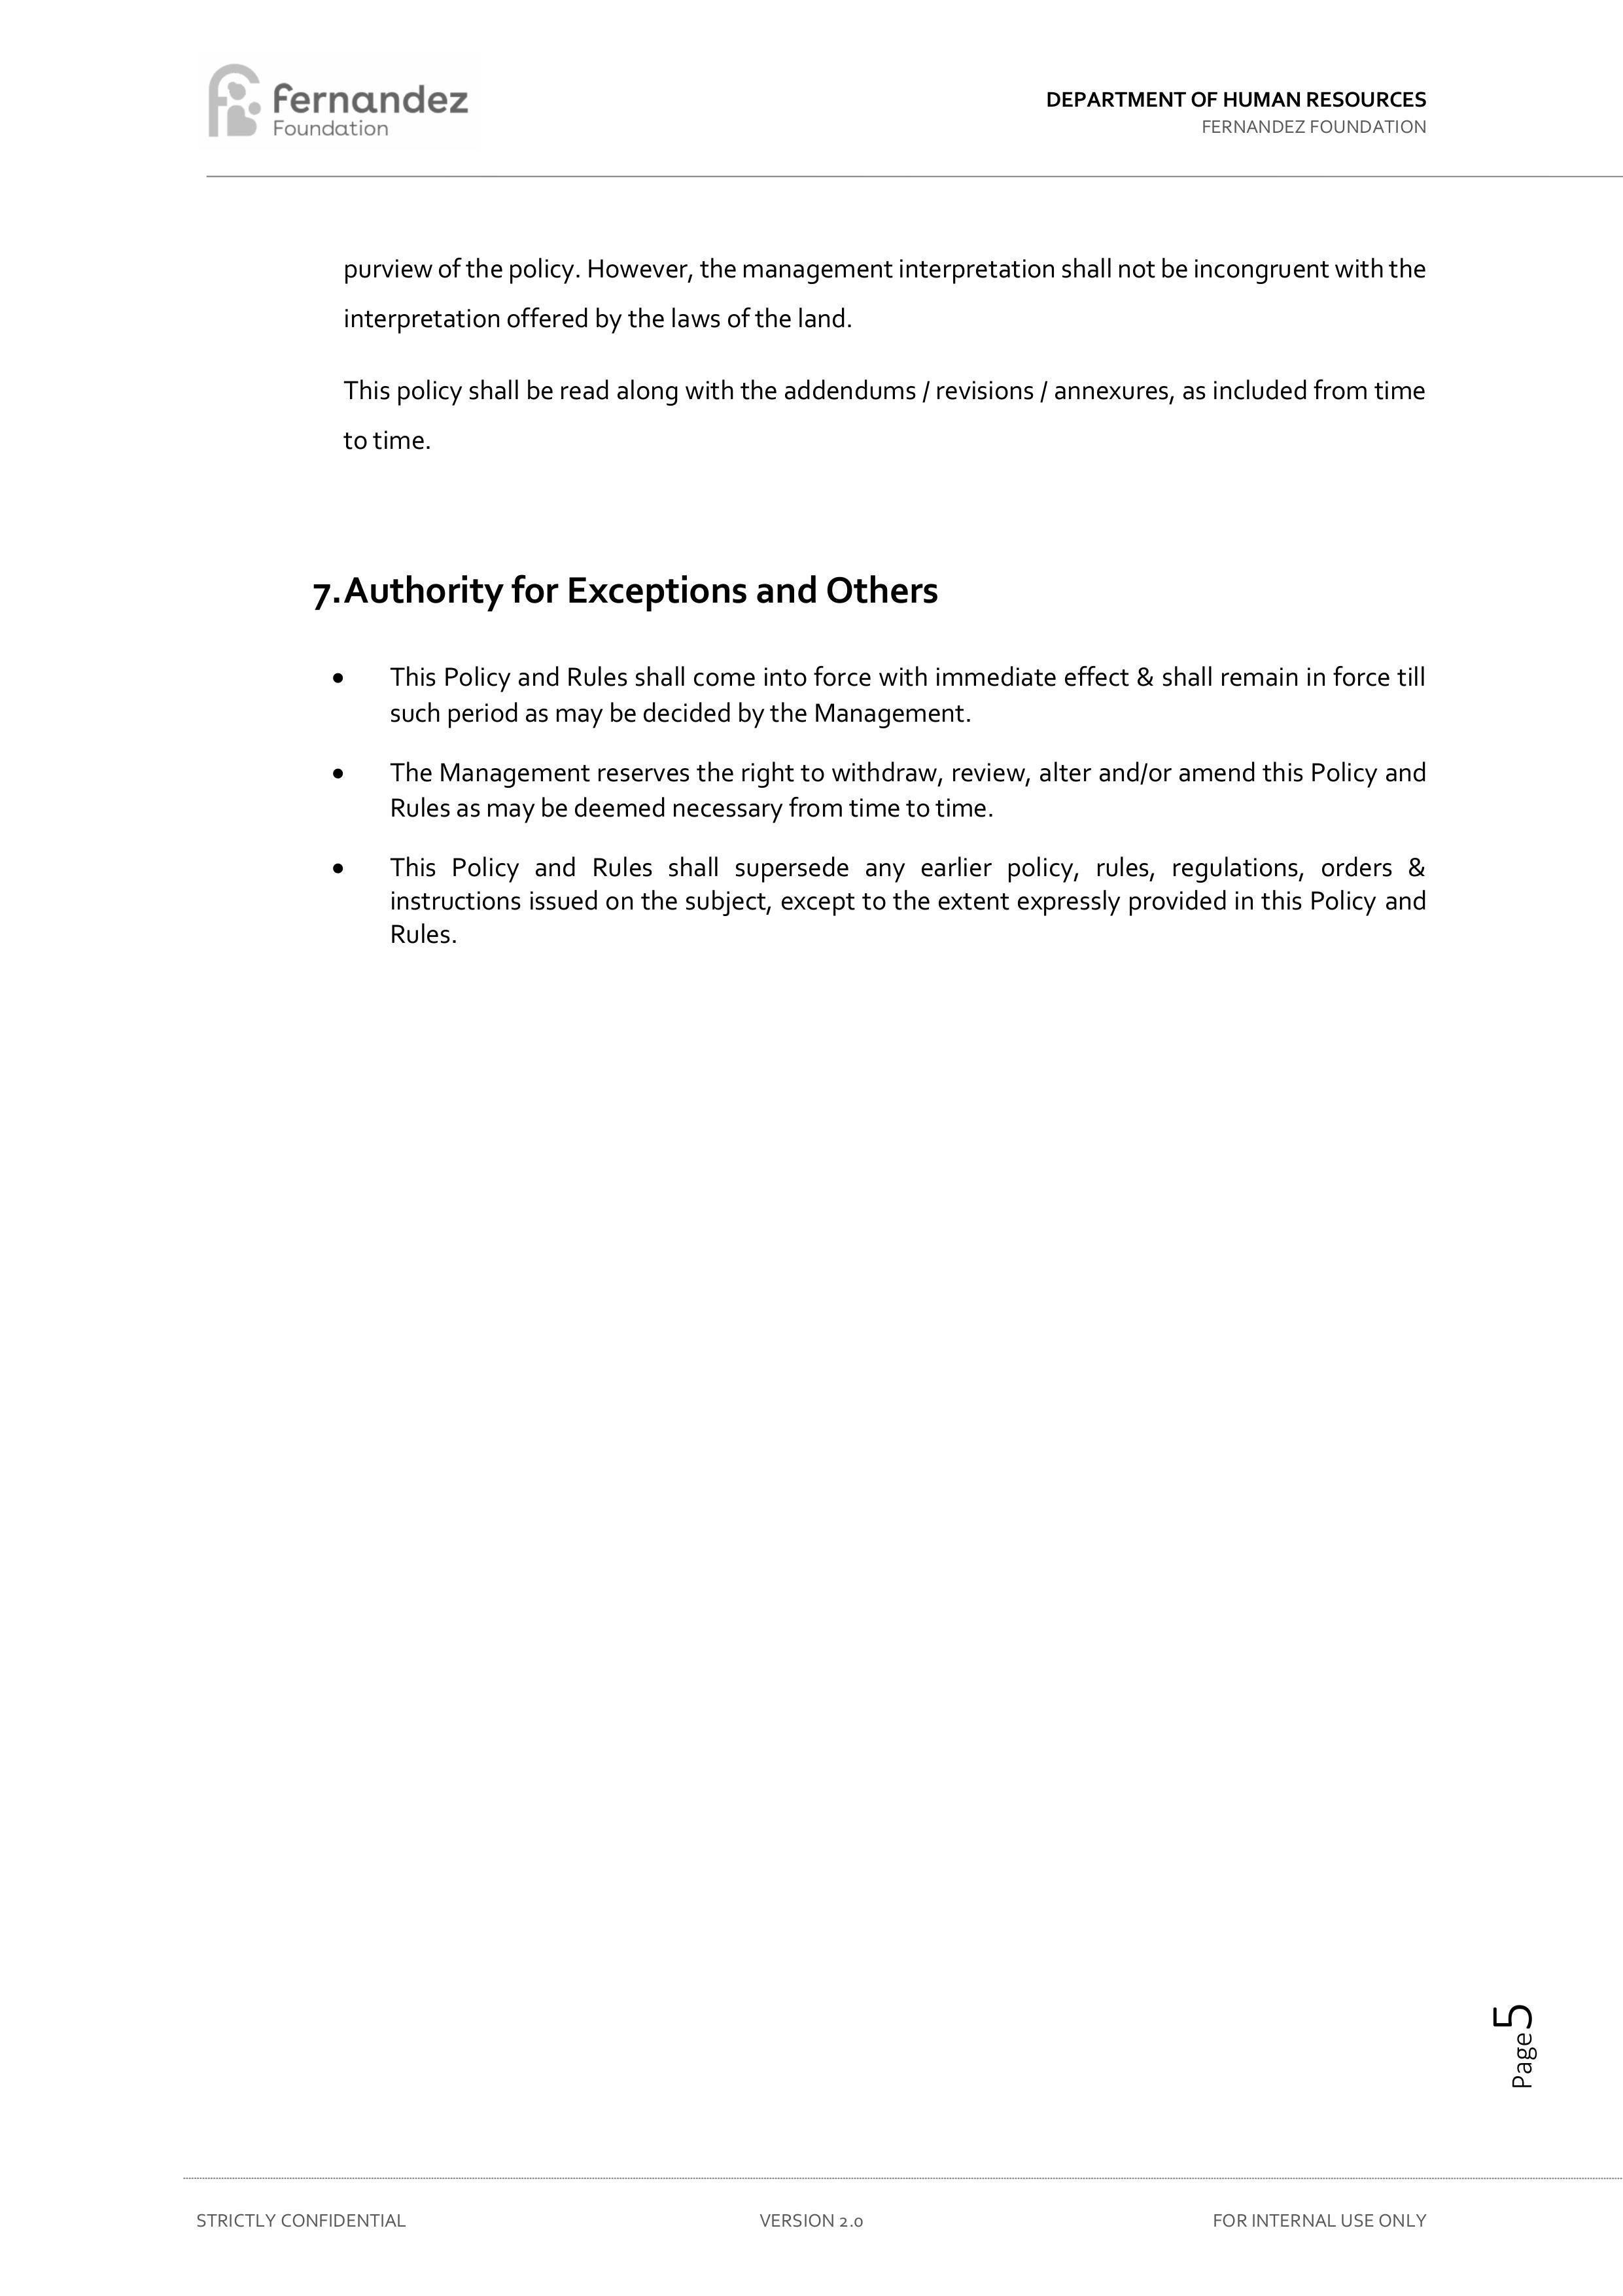 fernandez
Foundation
DEPARTMENT OF HUMAN RESOURCES
FERNANDEZ FOUNDATION
purview of the policy. However, the management interpretation shall not be incongruent with the
interpretation offered by the laws of the land.
This policy shall be read along with the addendums / revisions / annexures, as included from time
to time.
7. Authority for Exceptions and Others
• This Policy and Rules shall come into force with immediate effect & shall remain in force till
such period as may be decided by the Management.
• The Management reserves the right to withdraw, review, alter and/or amend this Policy and
Rules as may be deemed necessary from time to time.
• This Policy and Rules shall supersede any earlier policy, rules, regulations, orders &
instructions issued on the subject, except to the extent expressly provided in this Policy and
Rules.
Page 5
STRICTLY CONFIDENTIAL
VERSION 2.0
FOR INTERNAL USE ONLY